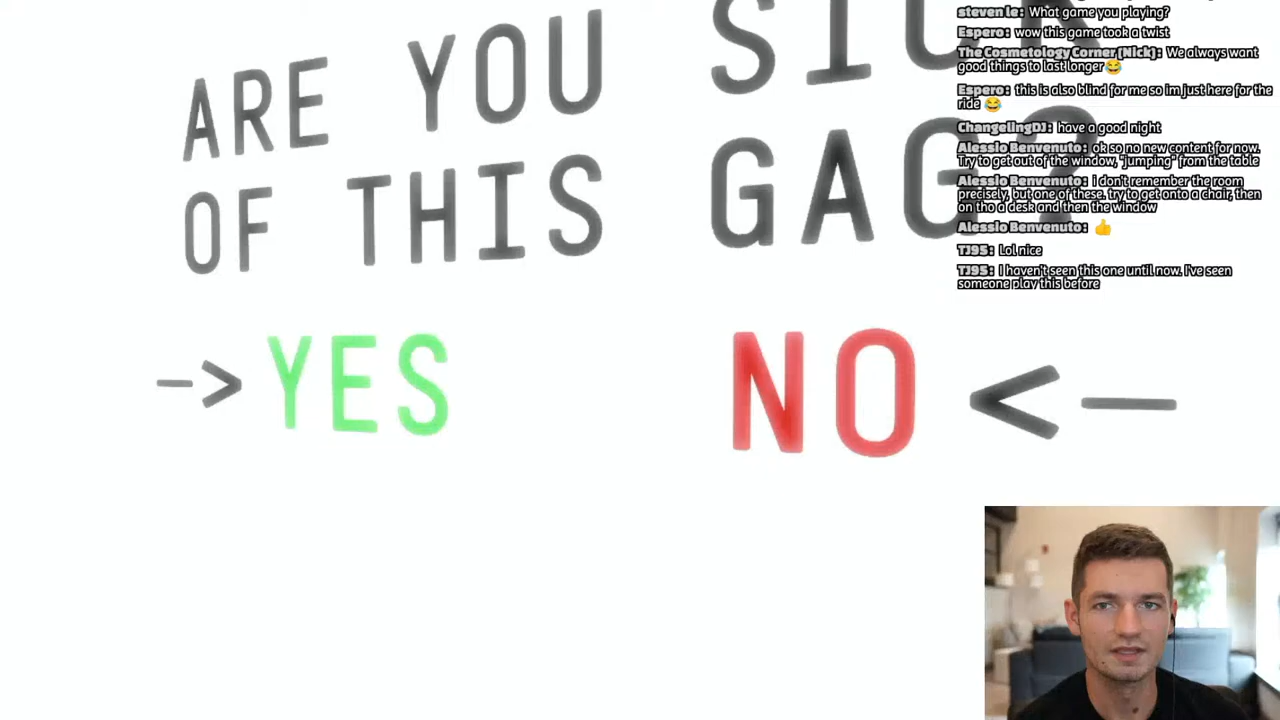 ARE YOU SICK
OF THIS GAG?
-> YES NO <-
steven le: What game you playing?
Espero: wow this game took a twist
The Cosmetology Corner [Nick]: We always want
good things to last longer 😂
Espero: this is also blind for me so im just here for the
ride 😂
ChangelingDJ: have a good night
Alessio Benvenuto: ok so no new content for now.
Try to get out of the window, "jumping" from the table
Alessio Benvenuto: i don't remember the room
precisely, but one of these. try to get onto a chair, then
on tho a desk and then the window
Alessio Benvenuto: 👍
TJ95: Lol nice
TJ95: I haven't seen this one until now. I've seen
someone play this before